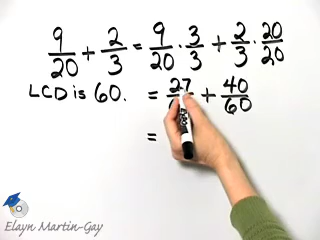 9/20 + 2/3 = 9/20 · 3/3 + 2/3 · 20/20
LCD is 60. = 27/ + 40/60
=
Elayn Martin-Gay